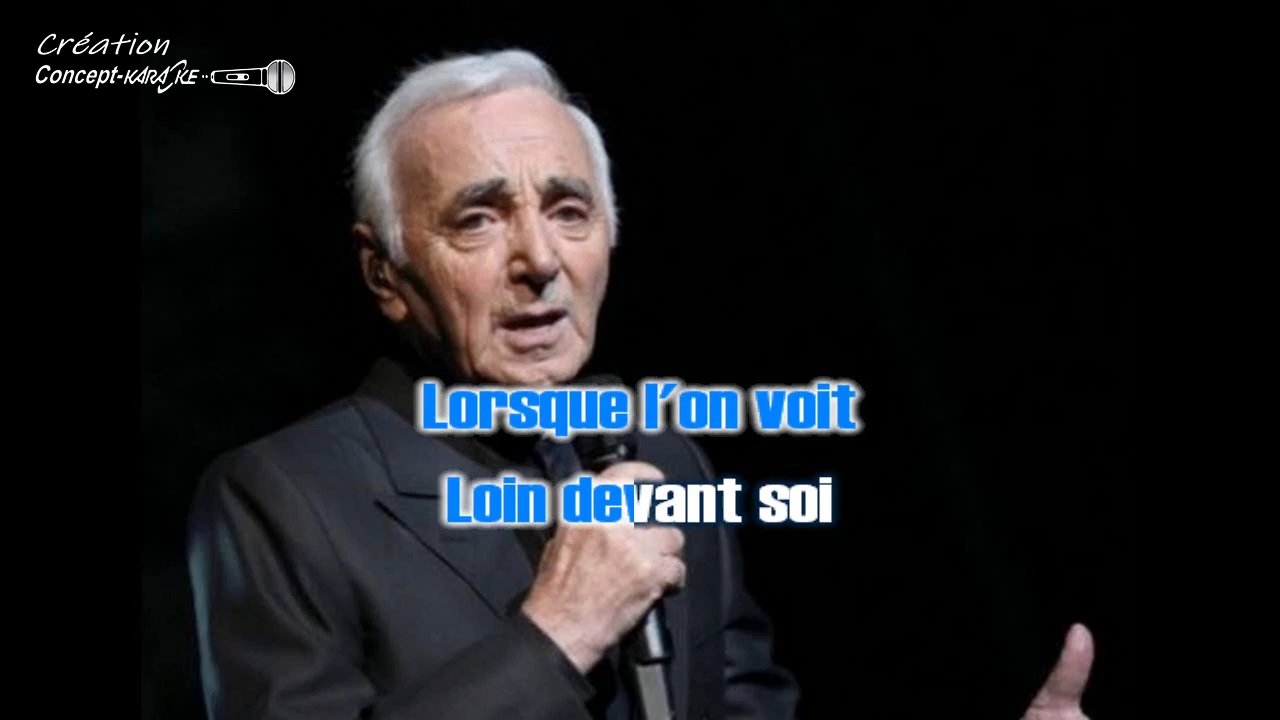 Création
Concept-KARAOKE
Lorsque l'on voit
Loin devant soi